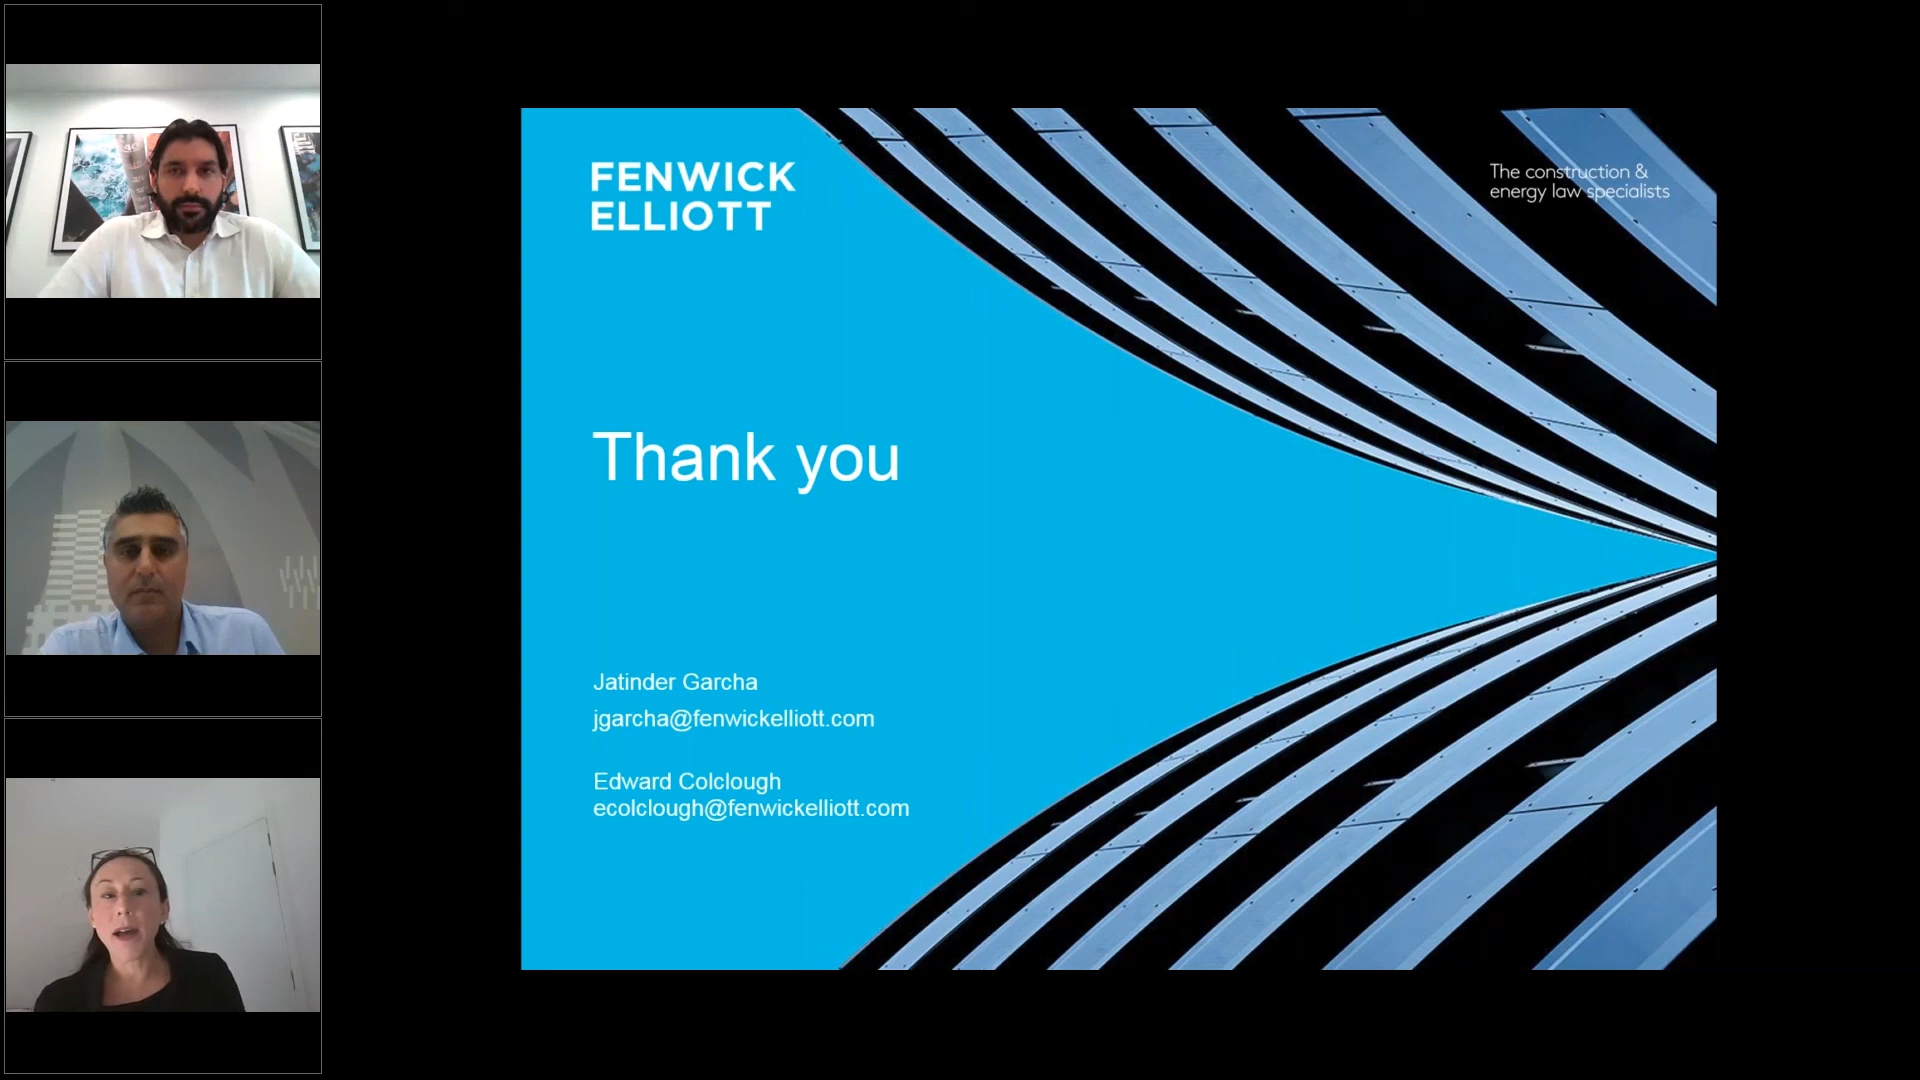 FENWICK
ELLIOTT
The construction &
energy law specialists
Thank you
Jatinder Garcha
jgarcha@fenwickelliott.com
Edward Colclough
ecolclough@fenwickelliott.com